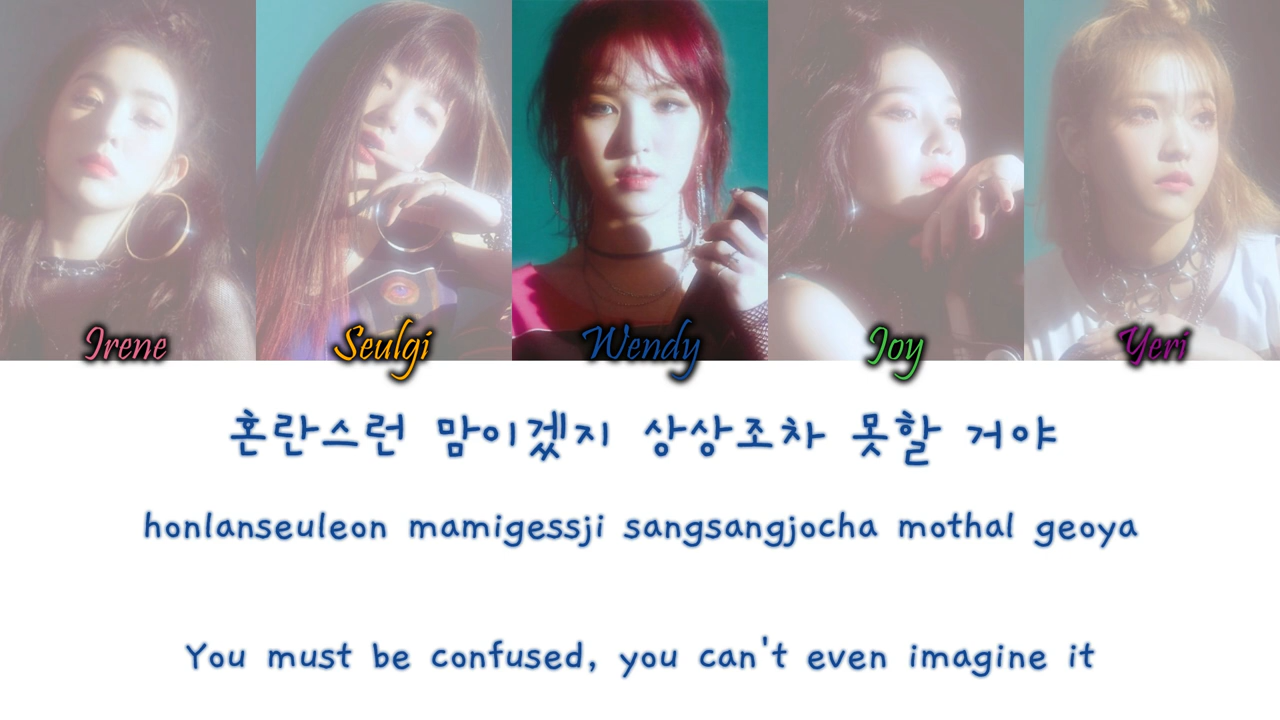 Irene Seulgi Wendy Joy Yeri
혼란스런 맘이겠지 상상조차 못할 거야
honlanseuleon mamigessji sangsangjocha mothal geoya
You must be confused, you can't even imagine it